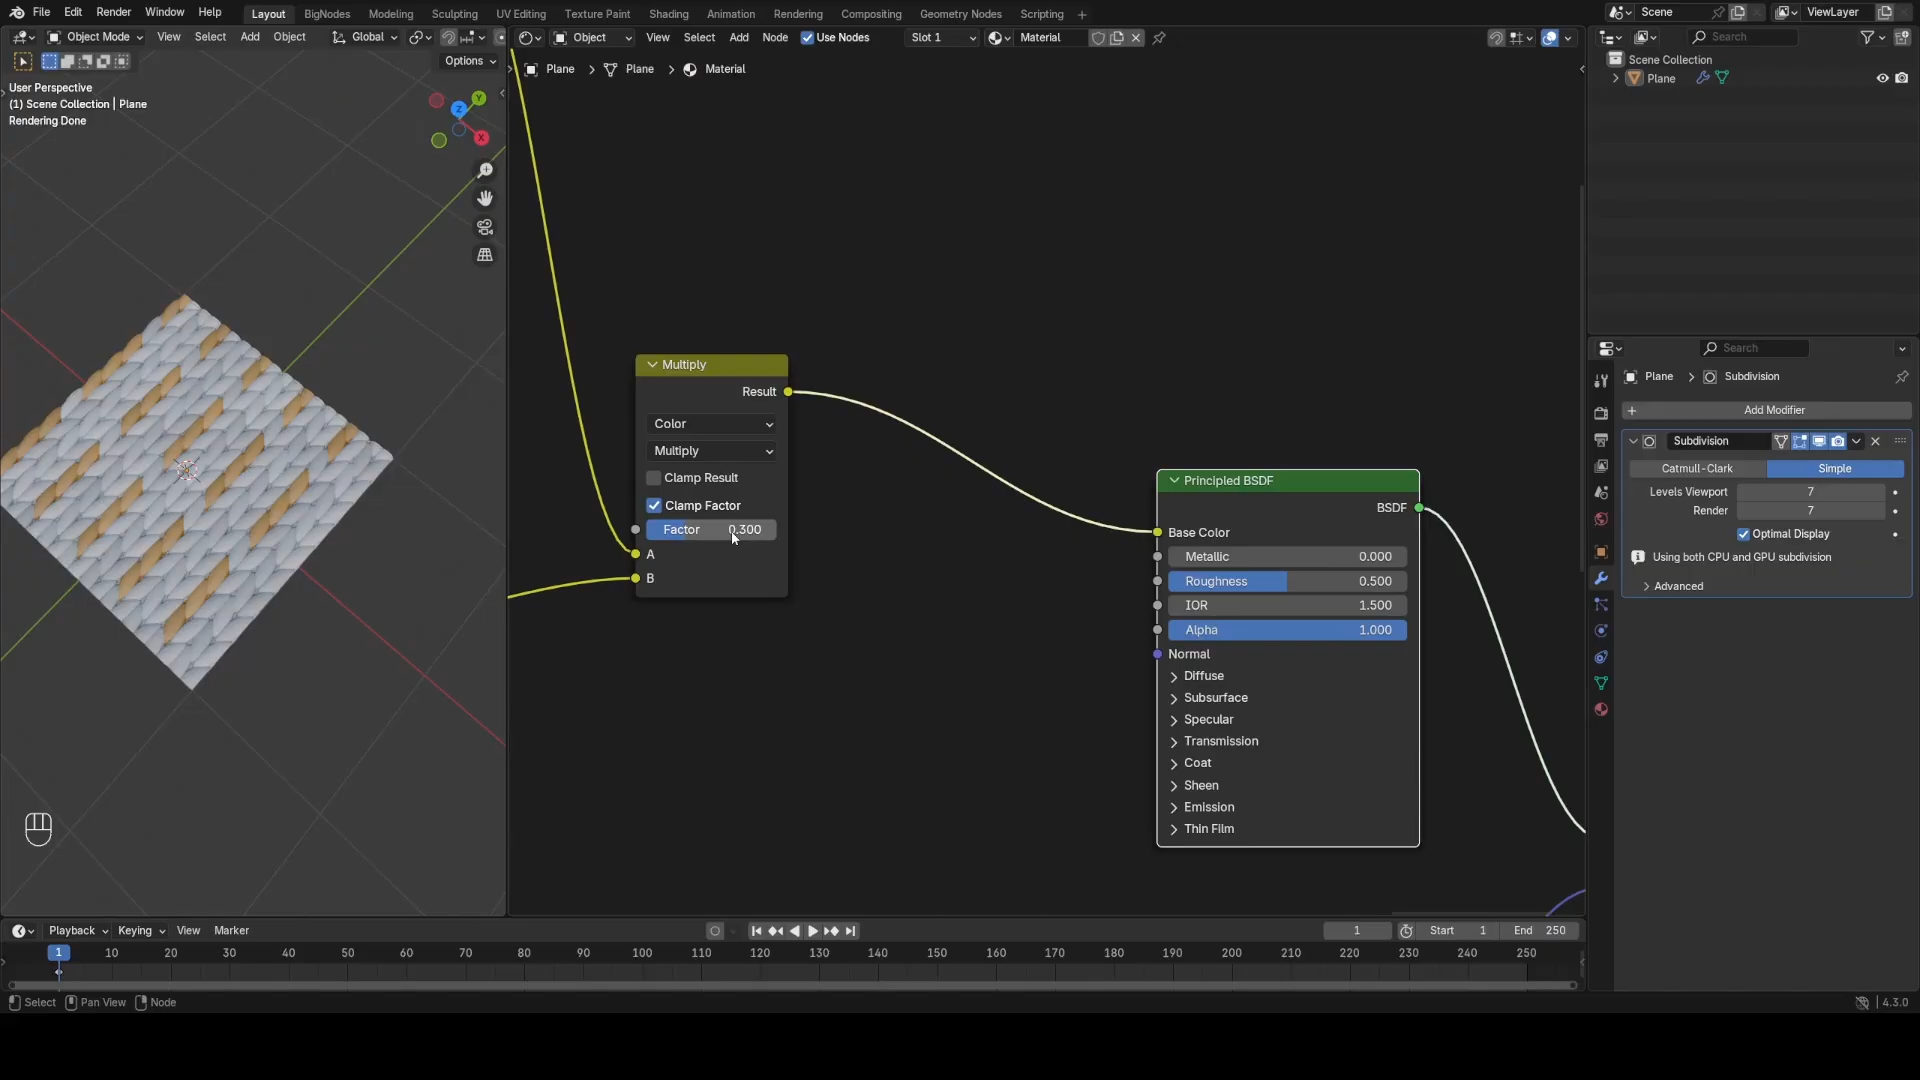 File Edit Render Window Help Layout BigNodes Modeling Sculpting UV Editing Texture Paint Shading Animation Rendering Compositing Geometry Nodes Scripting + Scene ViewLayer
Object Mode View Select Add Object Global Object View Select Add Node Use Nodes Slot 1 Material Search
Options Plane > Plane > Material
Scene Collection
Plane
User Perspective
(1) Scene Collection | Plane
Rendering Done
X
Y
Z
Multiply
Result
Color
Multiply
Clamp Result
Clamp Factor
Factor 0.300
A
B
Principled BSDF
BSDF
Base Color
Metallic 0.000
Roughness 0.500
IOR 1.500
Alpha 1.000
Normal
Diffuse
Subsurface
Specular
Transmission
Coat
Sheen
Emission
Thin Film
Search
Plane > Subdivision
+ Add Modifier
Subdivision
Catmull-Clark Simple
Levels Viewport 7
Render 7
Optimal Display
Using both CPU and GPU subdivision
Advanced
Playback Keying View Marker 1 Start 1 End 250
1 10 20 30 40 50 60 70 80 90 100 110 120 130 140 150 160 170 180 190 200 210 220 230 240 250
Select Pan View Node 4.3.0